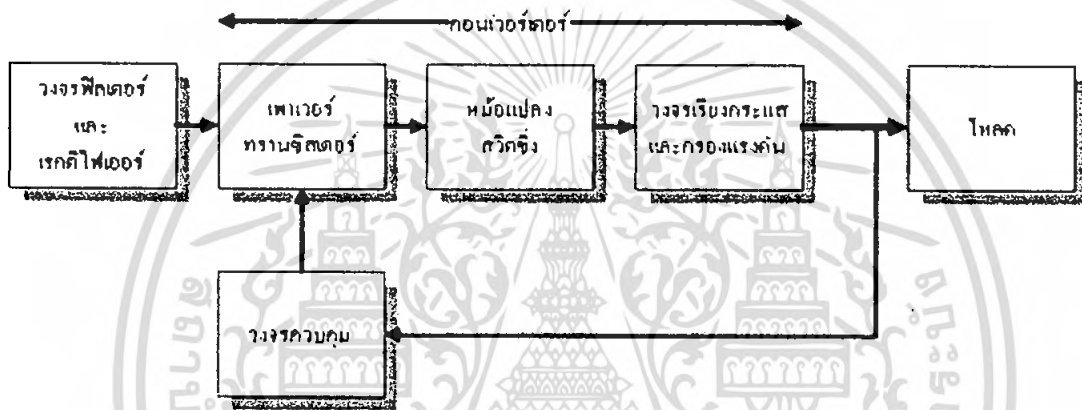 คอนเวอร์เตอร์
วงจรฟิลเตอร์
และ
เรคติไฟเออร์
เพาเวอร์
ทรานซิสเตอร์
หม้อแปลง
สวิตชิ่ง
วงจรเรียงกระแส
และกรองแรงดัน
โหลด
วงจรควบคุม